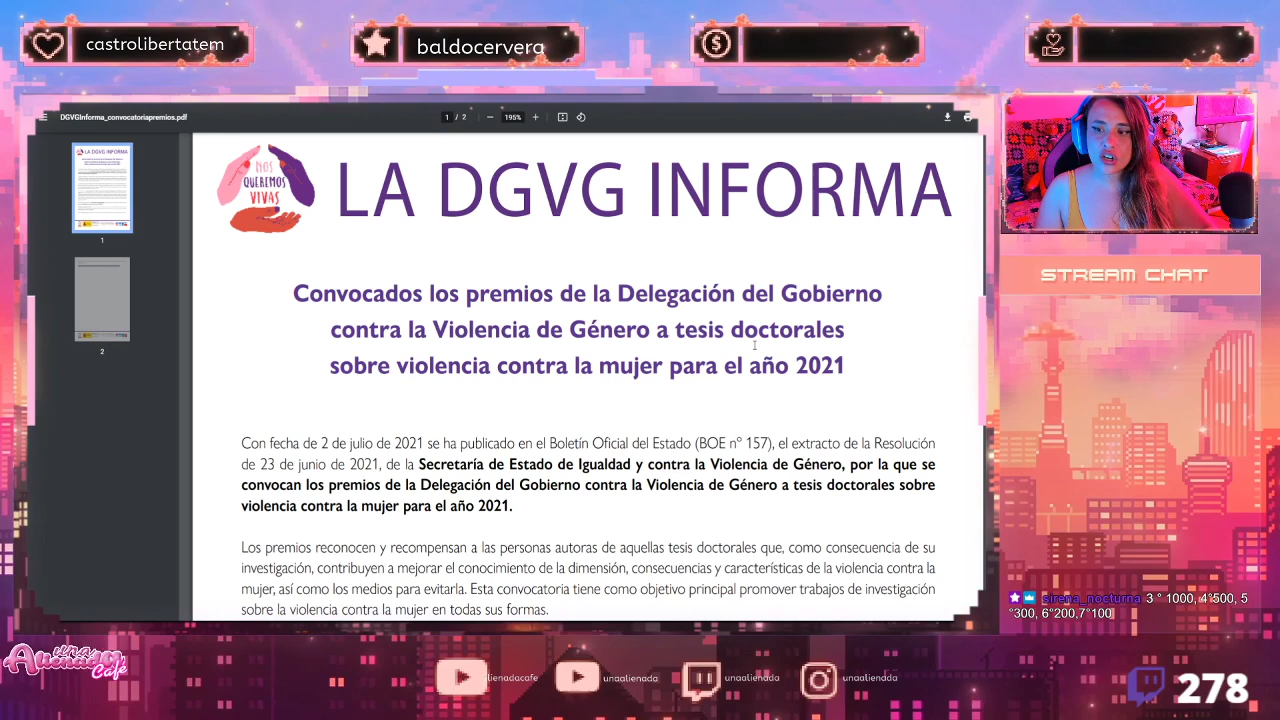 castrolibertatem
baldocervera
DGVGInforma_convocatoriapremios.pdf
1 / 2
195%
1
2
NOS
QUEREMOS
VIVAS
LA DGVG INFORMA
Convocados los premios de la Delegación del Gobierno
contra la Violencia de Género a tesis doctorales
sobre violencia contra la mujer para el año 2021
Con fecha de 2 de julio de 2021 se ha publicado en el Boletín Oficial del Estado (BOE nº 157), el extracto de la Resolución
de 23 de junio de 2021, de la Secretaría de Estado de Igualdad y contra la Violencia de Género, por la que se
convocan los premios de la Delegación del Gobierno contra la Violencia de Género a tesis doctorales sobre
violencia contra la mujer para el año 2021.
Los premios reconocen y recompensan a las personas autoras de aquellas tesis doctorales que, como consecuencia de su
investigación, contribuyen a mejorar el conocimiento de la dimensión, consecuencias y características de la violencia contra la
mujer, así como los medios para evitarla. Esta convocatoria tiene como objetivo principal promover trabajos de investigación
sobre la violencia contra la mujer en todas sus formas.
STREAM CHAT
sirena_nocturna 3 º 1000, 4°500, 5
°300, 6°200,7°100
una
Alienada
Café
lienadacafe
unaalienada
unaalienada
unaalienada
278